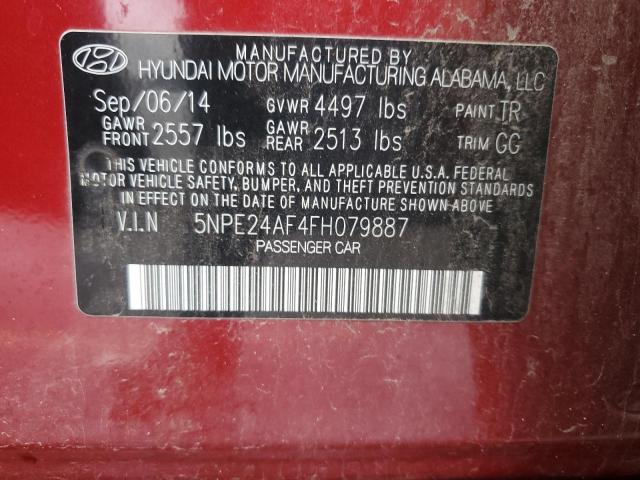 MANUFACTURED BY
HYUNDAI MOTOR MANUFACTURING ALABAMA, LLC
Sep/06/14 GVWR 4497 lbs PAINT TR
GAWR FRONT 2557 lbs GAWR REAR 2513 lbs TRIM GG
THIS VEHICLE CONFORMS TO ALL APPLICABLE U.S.A. FEDERAL
MOTOR VEHICLE SAFETY, BUMPER, AND THEFT PREVENTION STANDARDS
IN EFFECT ON THE DATE OF MANUFACTURE SHOWN ABOVE.
V.I.N 5NPE24AF4FH079887
PASSENGER CAR